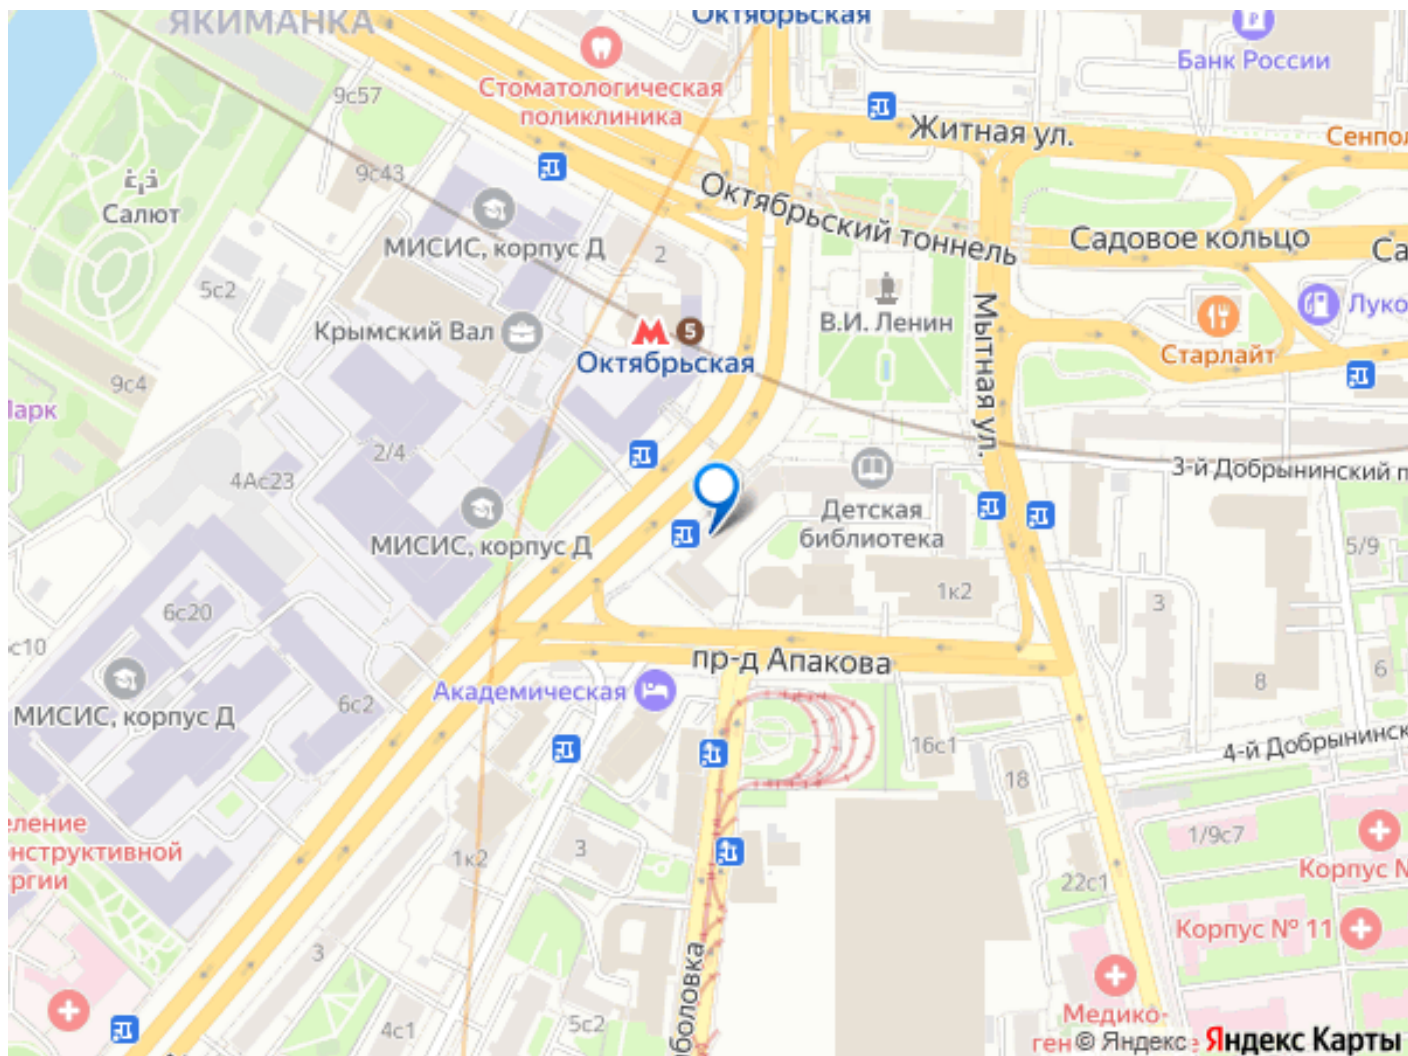 ЯКИМАНКА
Октябрьская
Банк России
Стоматологическая
поликлиника
9с57
Житная ул.
9с43
Салют
МИСИС, корпус Д
2
Октябрьский тоннель
Садовое кольцо
5с2
Крымский Вал
5
Октябрьская
В.И. Ленин
Мытная ул.
Старлайт
9с4
2/4
4Ас23
3-й Добрынинский
МИСИС, корпус Д
Детская
библиотека
5/9
6с20
1к2
3
МИСИС, корпус Д
6с2
Академическая
пр-д Апакова
8
6
16с1
18
4-й Добрынинск
1/9с7
1к2
3
22с1
Корпус №
Корпус № 11
3
4с1
5с2
Медико-
© Яндекс
Яндекс Карты